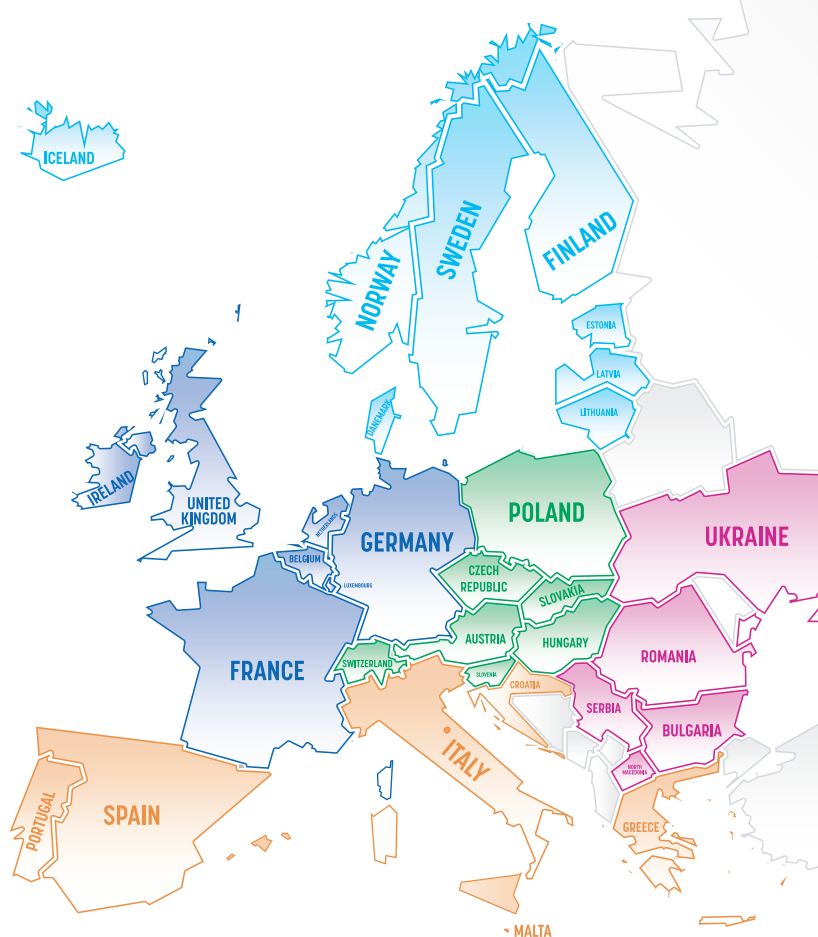 ICELAND
NORWAY
SWEDEN
FINLAND
ESTONIA
LATVIA
LITHUANIA
DANEMARK
IRELAND
UNITED
KINGDOM
NETHERLANDS
BELGIUM
LUXEMBOURG
GERMANY
POLAND
UKRAINE
CZECH
REPUBLIC
SLOVAKIA
AUSTRIA
HUNGARY
FRANCE
SWITZERLAND
SLOVENIA
CROATIA
ROMANIA
SERBIA
BULGARIA
NORTH
MACEDONIA
ITALY
PORTUGAL
SPAIN
GREECE
MALTA